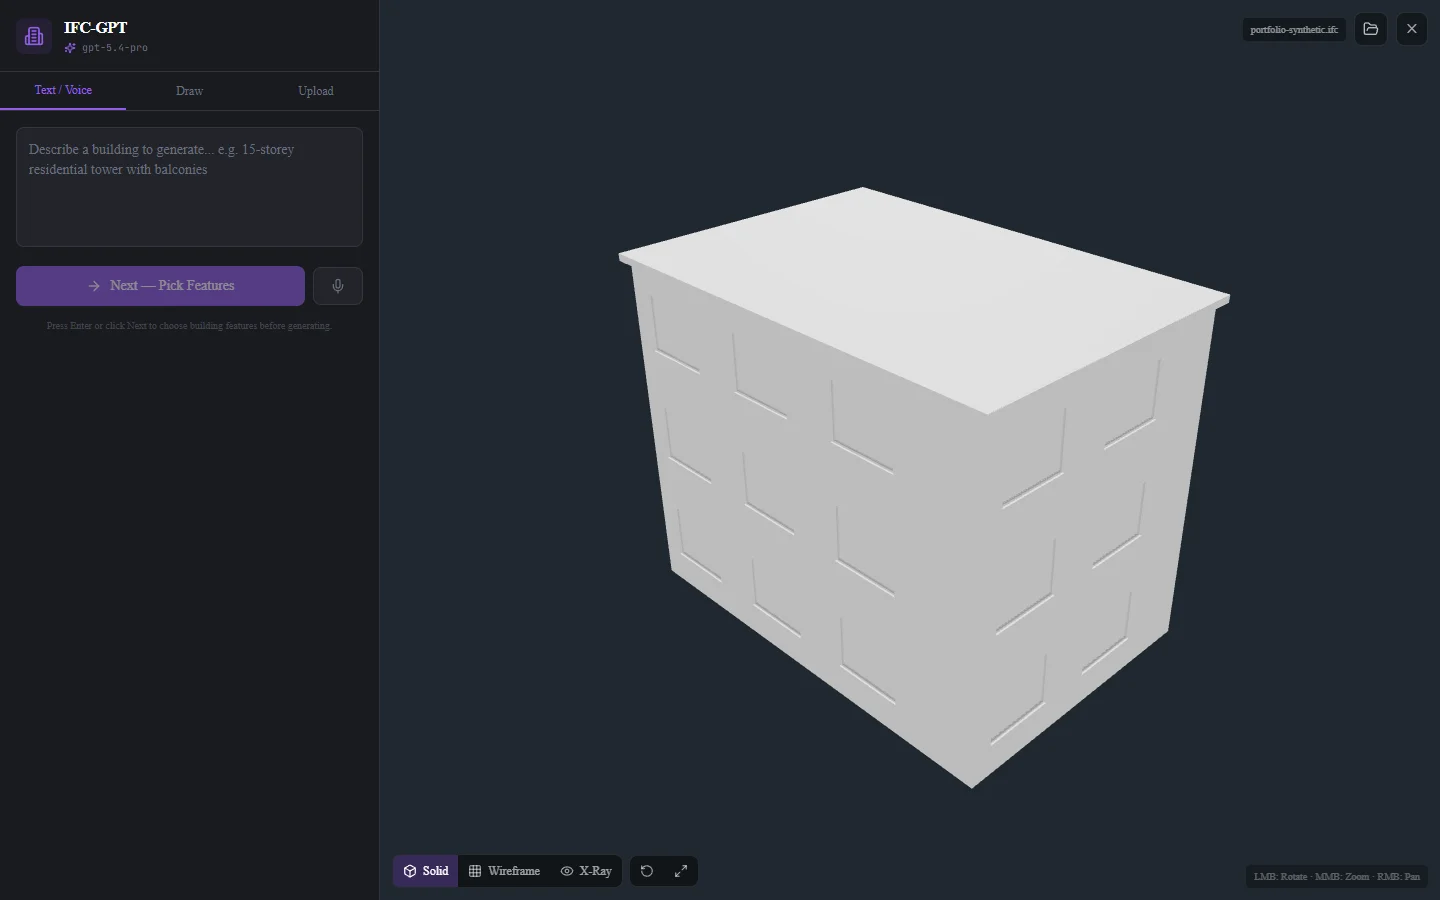 IFC-GPT
gpt-5.4-pro
Text / Voice
Draw
Upload
Describe a building to generate... e.g. 15-storey
residential tower with balconies
Next — Pick Features
Press Enter or click Next to choose building features before generating.
portfolio-synthetic.ifc
Solid
Wireframe
X-Ray
LMB: Rotate · MMB: Zoom · RMB: Pan